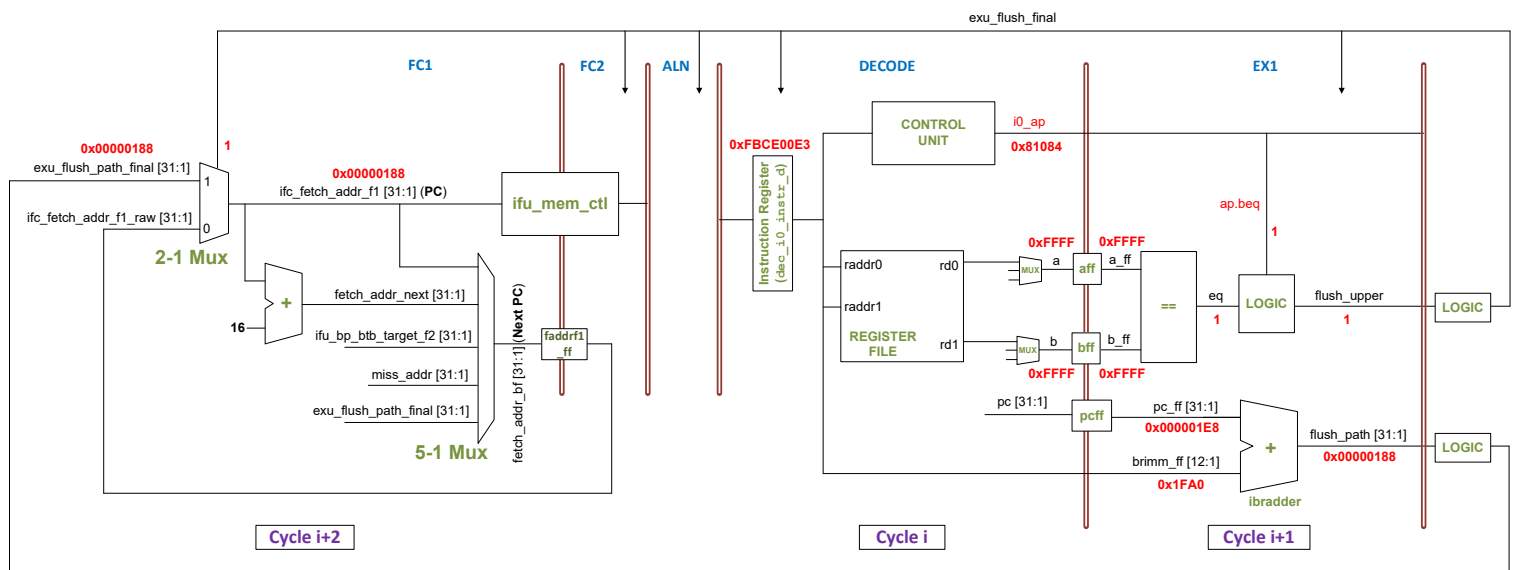 exu_flush_final
FC1
FC2
ALN
DECODE
EX1
0x00000188
exu_flush_path_final [31:1]
1
1
0x00000188
ifc_fetch_addr_f1 [31:1] (PC)
ifc_fetch_addr_f1_raw [31:1]
0
2-1 Mux
ifu_mem_ctl
+
16
fetch_addr_next [31:1]
ifu_bp_btb_target_f2 [31:1]
miss_addr [31:1]
exu_flush_path_final [31:1]
5-1 Mux
fetch_addr_bf [31:1] (Next PC)
faddrf1
_ff
0xFBCE00E3
Instruction Register
(dec_i0_instr_d)
CONTROL
UNIT
i0_ap
0x81084
ap.beq
1
raddr0
rd0
raddr1
REGISTER
FILE
rd1
MUX
0xFFFF
a
aff
0xFFFF
a_ff
MUX
b
0xFFFF
bff
b_ff
0xFFFF
==
eq
1
LOGIC
flush_upper
1
LOGIC
pc [31:1]
pcff
pc_ff [31:1]
0x000001E8
brimm_ff [12:1]
0x1FA0
+
ibradder
flush_path [31:1]
0x00000188
LOGIC
Cycle i+2
Cycle i
Cycle i+1